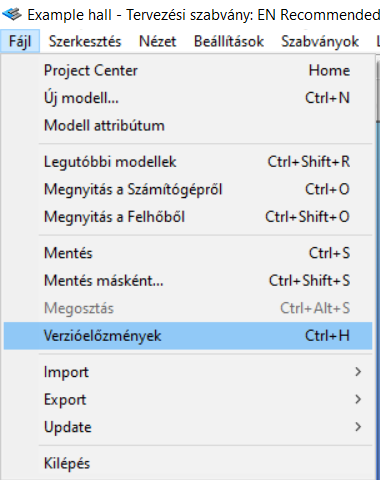 Example hall - Tervezési szabvány: EN Recommended
Fájl Szerkesztés Nézet Beállítások Szabványok
Project Center Home
Új modell... Ctrl+N
Modell attribútum
Legutóbbi modellek Ctrl+Shift+R
Megnyitás a Számítógépről Ctrl+O
Megnyitás a Felhőből Ctrl+Shift+O
Mentés Ctrl+S
Mentés másként... Ctrl+Shift+S
Megosztás Ctrl+Alt+S
Verzióelőzmények Ctrl+H
Import
Export
Update
Kilépés